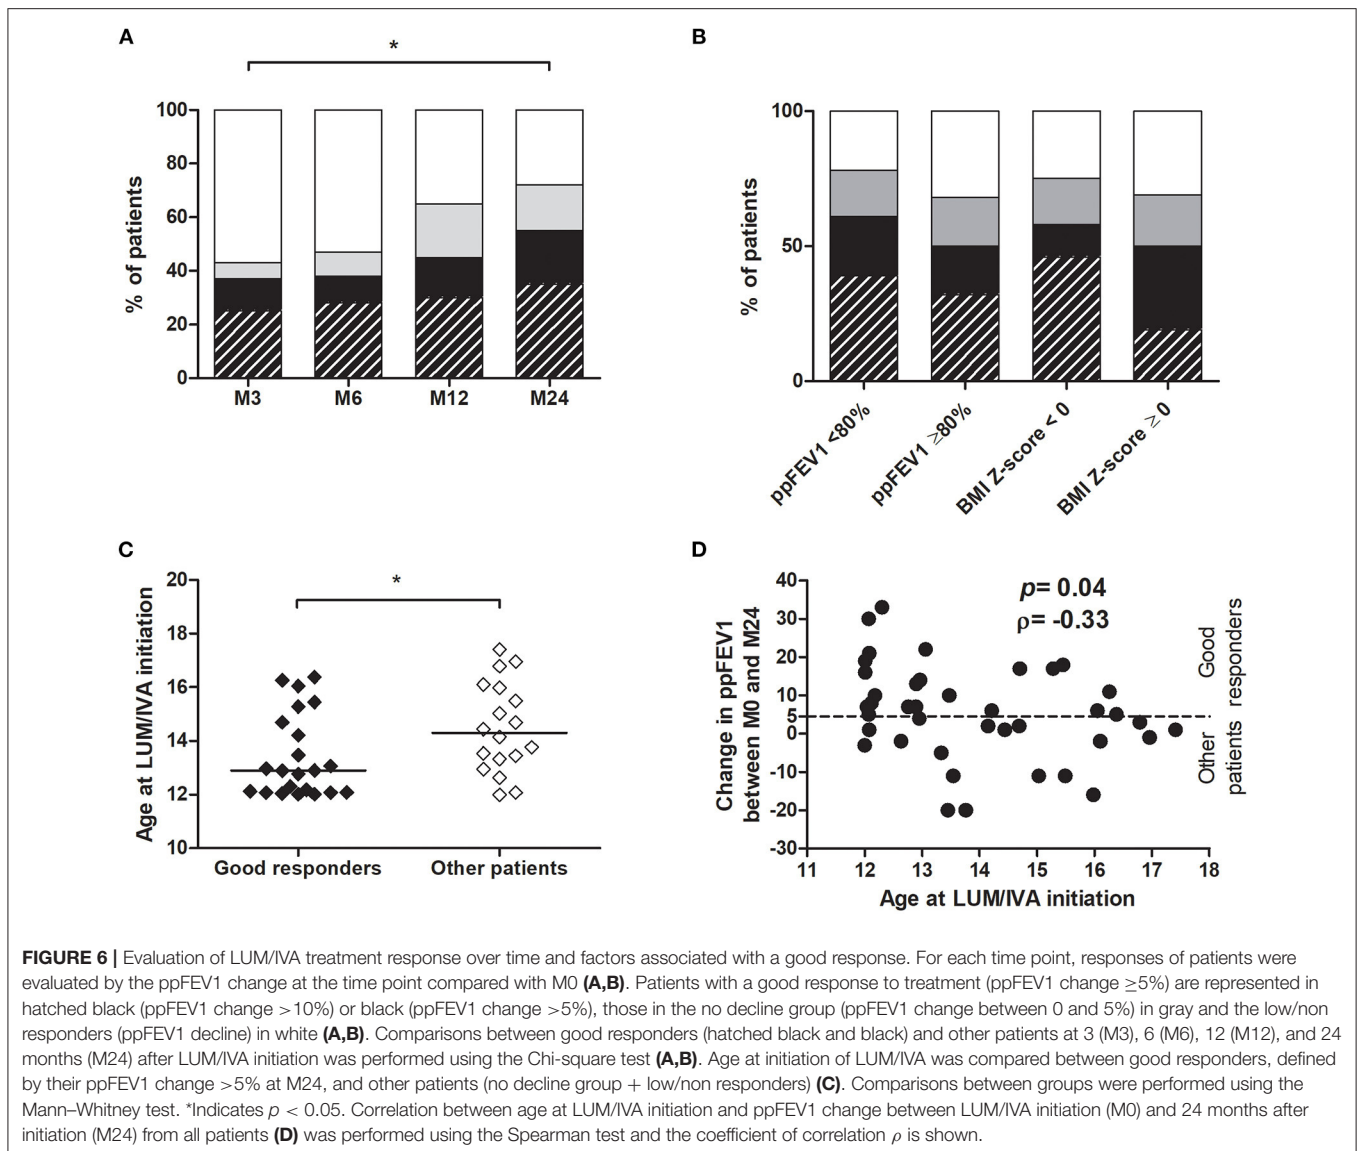 A
*
% of patients
100
80
60
40
20
0
M3 M6 M12 M24
B
% of patients
100
50
0
ppFEV1 <80%
ppFEV1 ≥80%
BMI Z-score < 0
BMI Z-score ≥ 0
C
*
Age at LUM/IVA initiation
20
18
16
14
12
10
Good responders Other patients
D
Change in ppFEV1
between M0 and M24
40
30
20
10
5
0
-10
-20
-30
p= 0.04
ρ= -0.33
Good
responders
Other
patients
11 12 13 14 15 16 17 18
Age at LUM/IVA initiation
FIGURE 6 | Evaluation of LUM/IVA treatment response over time and factors associated with a good response. For each time point, responses of patients were
evaluated by the ppFEV1 change at the time point compared with M0 (A,B). Patients with a good response to treatment (ppFEV1 change ≥5%) are represented in
hatched black (ppFEV1 change >10%) or black (ppFEV1 change >5%), those in the no decline group (ppFEV1 change between 0 and 5%) in gray and the low/non
responders (ppFEV1 decline) in white (A,B). Comparisons between good responders (hatched black and black) and other patients at 3 (M3), 6 (M6), 12 (M12), and 24
months (M24) after LUM/IVA initiation was performed using the Chi-square test (A,B). Age at initiation of LUM/IVA was compared between good responders, defined
by their ppFEV1 change >5% at M24, and other patients (no decline group + low/non responders) (C). Comparisons between groups were performed using the
Mann–Whitney test. *Indicates p < 0.05. Correlation between age at LUM/IVA initiation and ppFEV1 change between LUM/IVA initiation (M0) and 24 months after
initiation (M24) from all patients (D) was performed using the Spearman test and the coefficient of correlation ρ is shown.